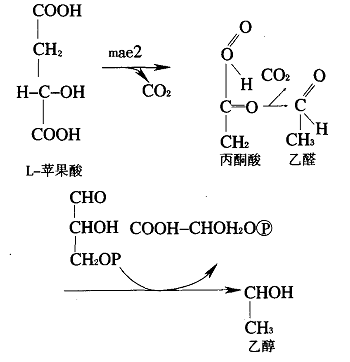 COOH
CH₂
H-C-OH
COOH
L-苹果酸
mae2
CO₂
O
O
H
C=O
CH₂
丙酮酸
CO₂
O
C
H
CH₃
乙醛
CHO
CHOH
CH₂OP
COOH-CHOH₂OⓅ
CHOH
CH₃
乙醇